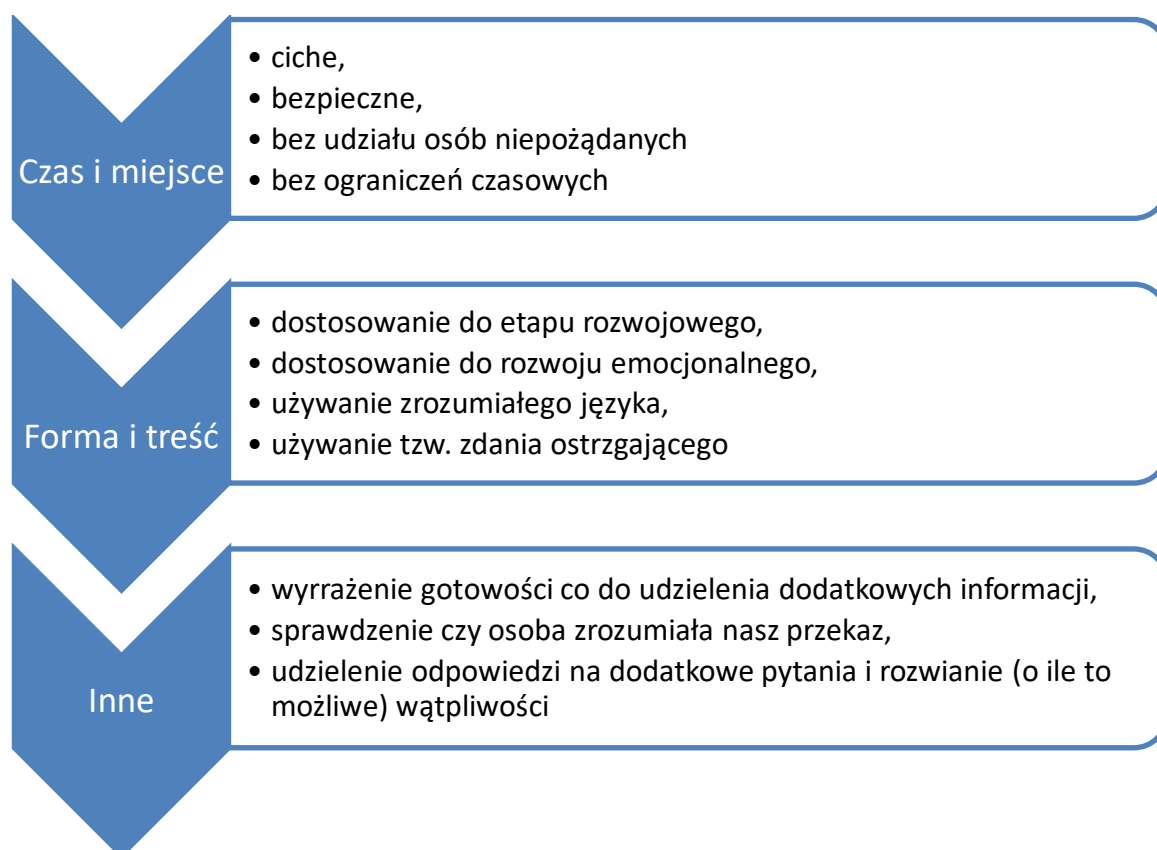 Czas i miejsce
• ciche,
• bezpieczne,
• bez udziału osób niepożądanych
• bez ograniczeń czasowych
Forma i treść
• dostosowanie do etapu rozwojowego,
• dostosowanie do rozwoju emocjonalnego,
• używanie zrozumiałego języka,
• używanie tzw. zdania ostrzgającego
Inne
• wyrrażenie gotowości co do udzielenia dodatkowych informacji,
• sprawdzenie czy osoba zrozumiała nasz przekaz,
• udzielenie odpowiedzi na dodatkowe pytania i rozwianie (o ile to
możliwe) wątpliwości